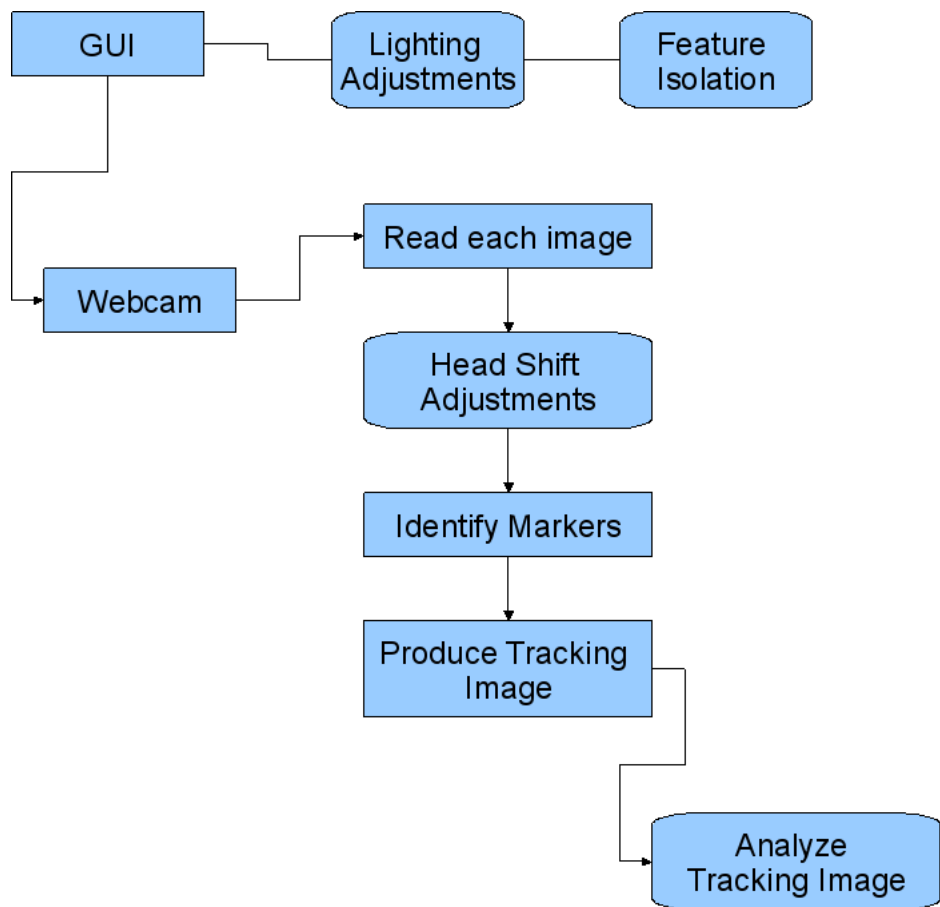 GUI
Lighting
Adjustments
Feature
Isolation
Read each image
Webcam
Head Shift
Adjustments
Identify Markers
Produce Tracking
Image
Analyze
Tracking Image